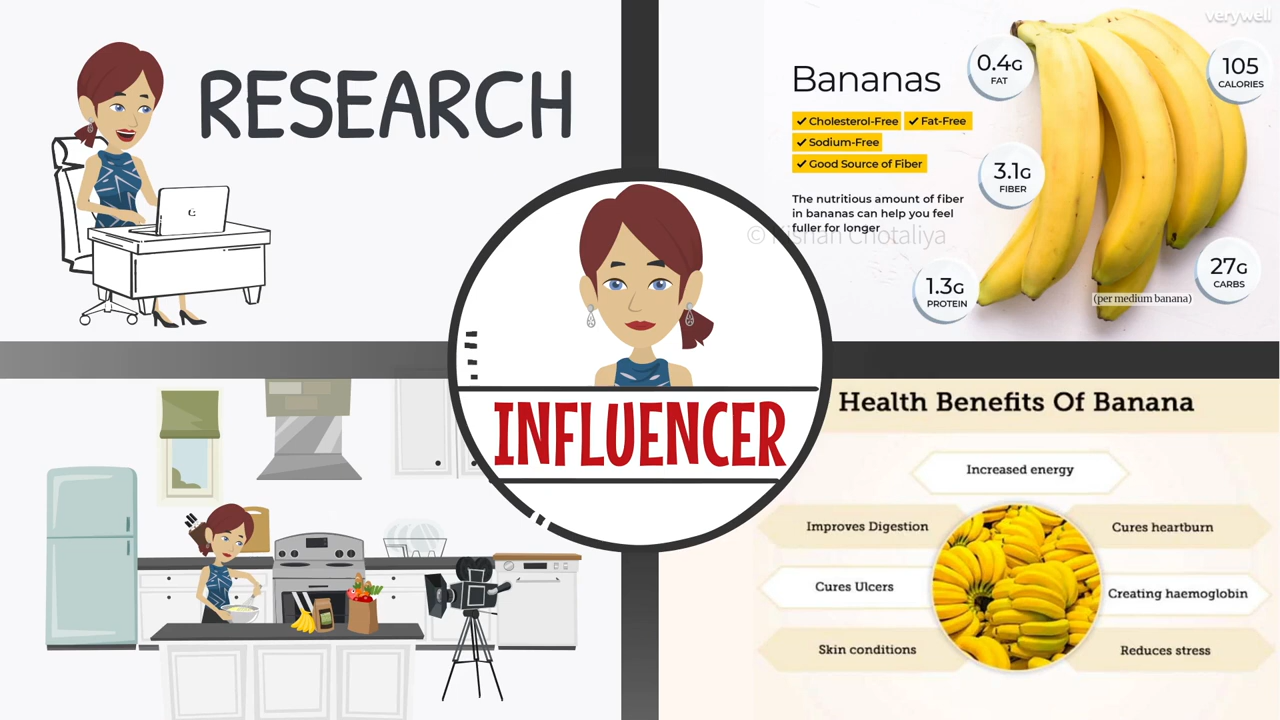 RESEARCH
verywell
Bananas
✓ Cholesterol-Free ✓ Fat-Free
✓ Sodium-Free
✓ Good Source of Fiber
The nutritious amount of fiber
in bananas can help you feel
fuller for longer
© Kishan Chotaliya
0.4G
FAT
105
CALORIES
3.1G
FIBER
27G
CARBS
1.3G
PROTEIN
(per medium banana)
INFLUENCER
Health Benefits Of Banana
Increased energy
Improves Digestion
Cures heartburn
Cures Ulcers
Creating haemoglobin
Skin conditions
Reduces stress